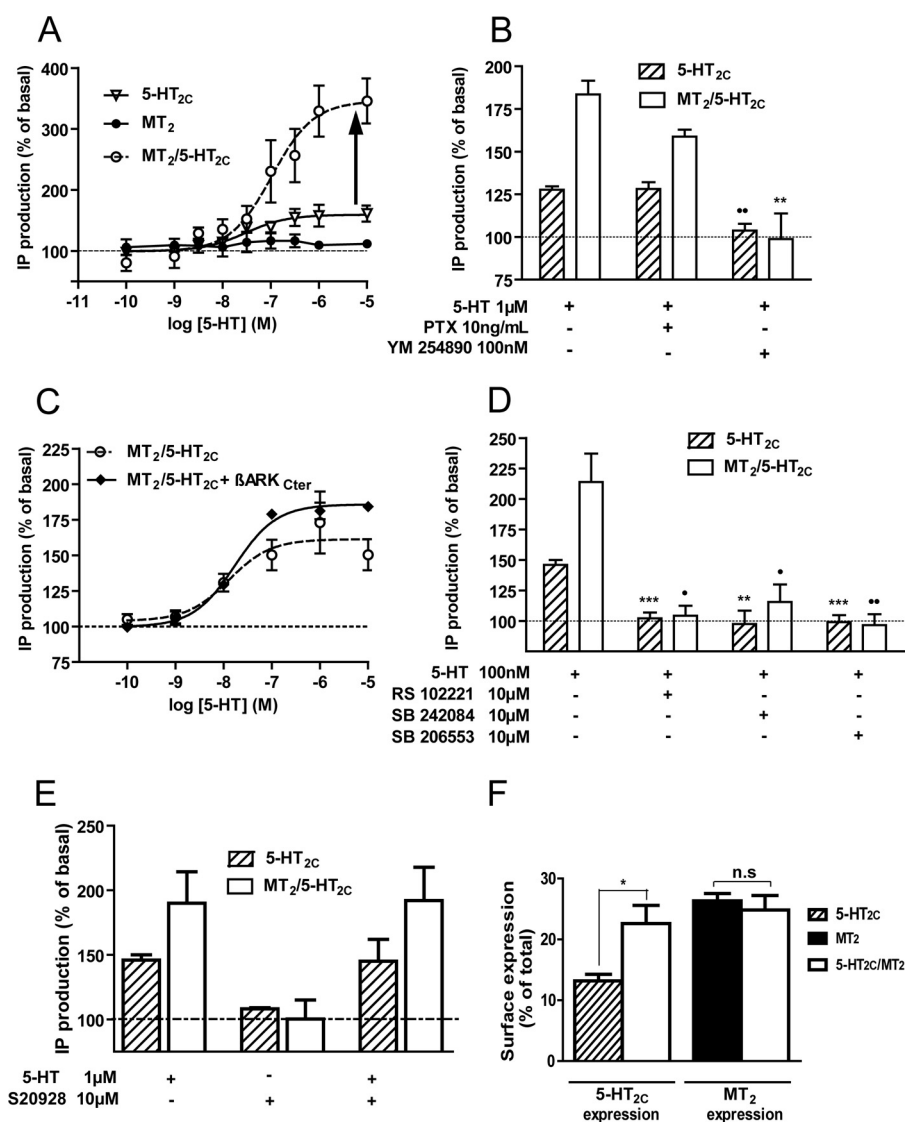 A
IP production (% of basal)
400
300
200
100
5-HT2C
MT2
MT2/5-HT2C
-11 -10 -9 -8 -7 -6 -5
log [5-HT] (M)
B
IP production (% of basal)
200
175
150
125
100
75
5-HT2C
MT2/5-HT2C
•• **
5-HT 1µM + + +
PTX 10ng/mL - + -
YM 254890 100nM - - +
C
IP production (% of basal)
225
200
175
150
125
100
75
MT2/5-HT2C
MT2/5-HT2C + ßARK Cter
-10 -9 -8 -7 -6 -5
log [5-HT] (M)
D
IP production (% of basal)
250
225
200
150
125
100
75
5-HT2C
MT2/5-HT2C
*** • ** • *** ••
5-HT 100nM + + + +
RS 102221 10µM - + - -
SB 242084 10µM - - + -
SB 206553 10µM - - - +
E
IP production (% of basal)
250
200
150
100
5-HT2C
MT2/5-HT2C
5-HT 1µM + - +
S20928 10µM - + +
F
Surface expression
(% of total)
30
20
10
0
* n.s
5-HT2C
MT2
5-HT2C/MT2
5-HT2C
expression
MT2
expression